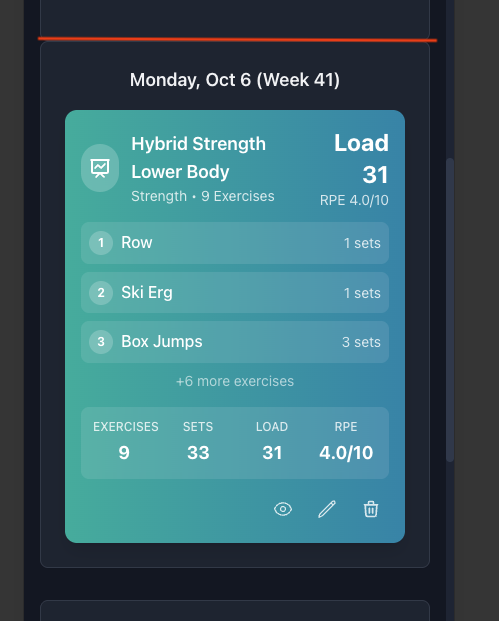 Monday, Oct 6 (Week 41)
Hybrid Strength
Lower Body
Strength • 9 Exercises
Load
31
RPE 4.0/10
1 Row 1 sets
2 Ski Erg 1 sets
3 Box Jumps 3 sets
+6 more exercises
EXERCISES SETS LOAD RPE
9 33 31 4.0/10